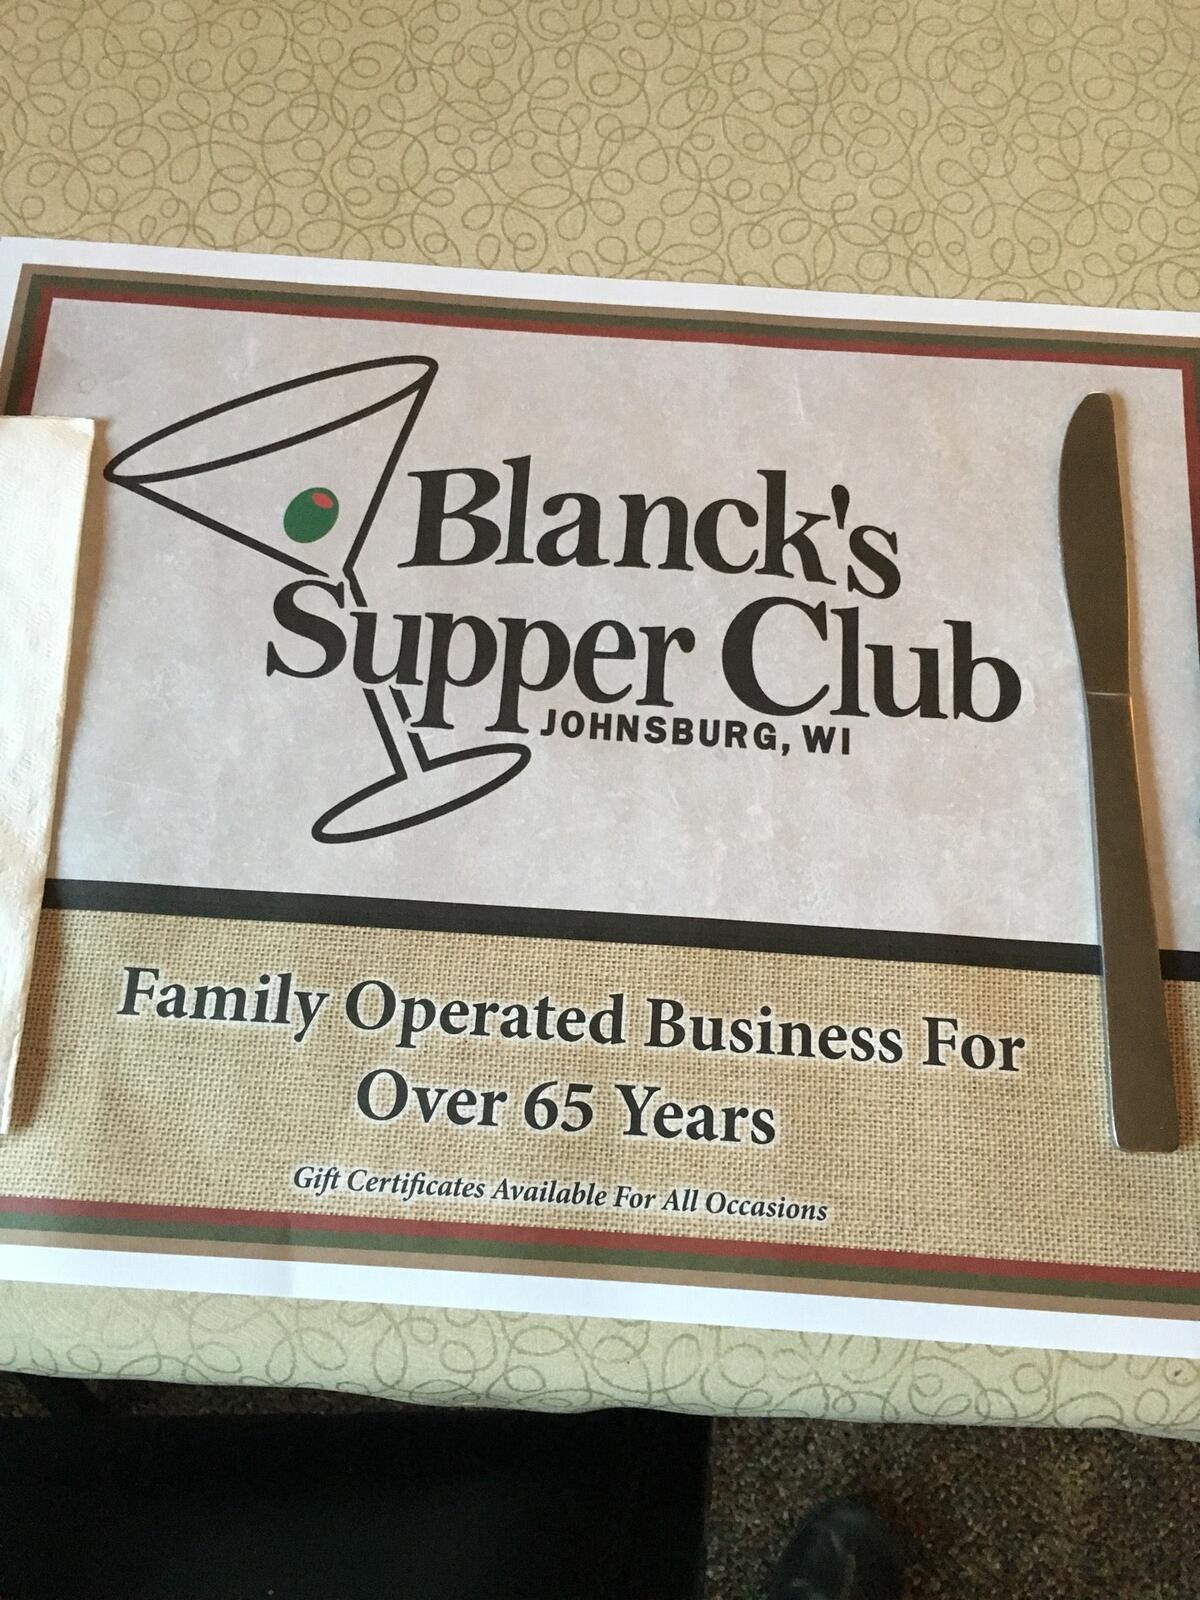 Blanck's
Supper Club
JOHNSBURG, WI
Family Operated Business For
Over 65 Years
Gift Certificates Available For All Occasions